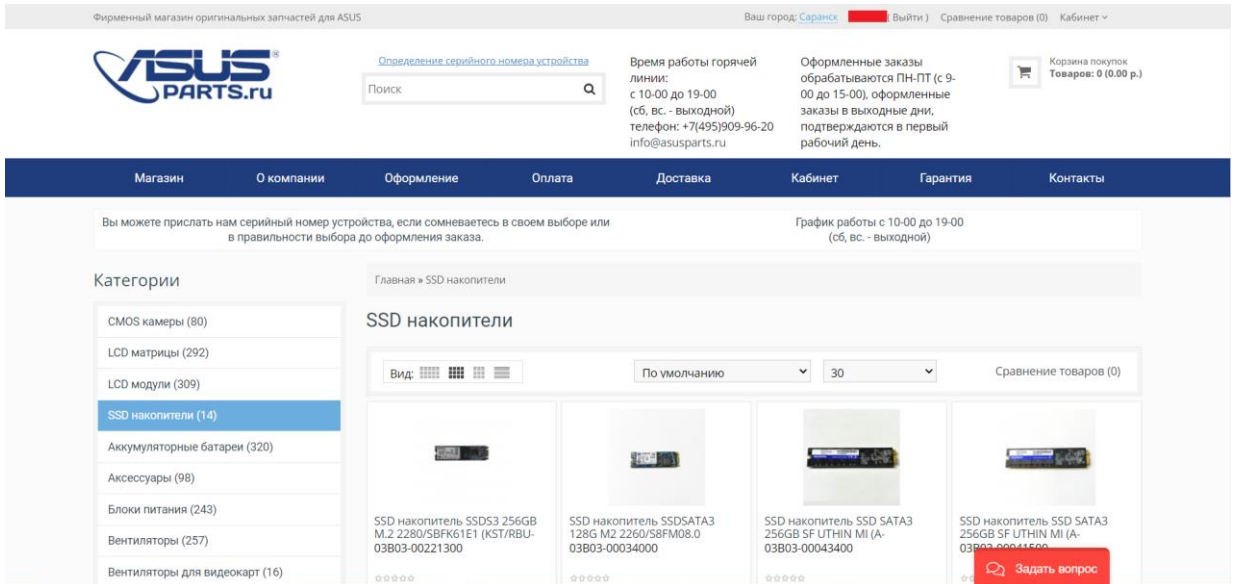 Фирменный магазин оригинальных запчастей для ASUS
Ваш город: Саранск ( Выйти ) Сравнение товаров (0) Кабинет
ASUS®
PARTS.ru
Определение серийного номера устройства
Поиск
Время работы горячей
линии:
с 10-00 до 19-00
(сб, вс. - выходной)
телефон: +7(495)909-96-20
info@asusparts.ru
Оформленные заказы
обрабатываются ПН-ПТ (с 9-
00 до 15-00), оформленные
заказы в выходные дни,
подтверждаются в первый
рабочий день.
Корзина покупок
Товаров: 0 (0.00 р.)
Магазин О компании Оформление Оплата Доставка Кабинет Гарантия Контакты
Вы можете прислать нам серийный номер устройства, если сомневаетесь в своем выборе или
в правильности выбора до оформления заказа.
График работы с 10-00 до 19-00
(сб, вс. - выходной)
Категории
CMOS камеры (80)
LCD матрицы (292)
LCD модули (309)
SSD накопители (14)
Аккумуляторные батареи (320)
Аксессуары (98)
Блоки питания (243)
Вентиляторы (257)
Вентиляторы для видеокарт (16)
Главная » SSD накопители
SSD накопители
Вид: По умолчанию 30 Сравнение товаров (0)
SSD накопитель SSDS3 256GB
M.2 2280/SBFK61E1 (KST/RBU-
03B03-00221300
SSD накопитель SSDSATA3
128G M2 2260/S8FM08.0
03B03-00034000
SSD накопитель SSD SATA3
256GB SF UTHIN MI (A-
03B03-00043400
SSD накопитель SSD SATA3
256GB SF UTHIN MI (A-
03B03-00041500
Задать вопрос